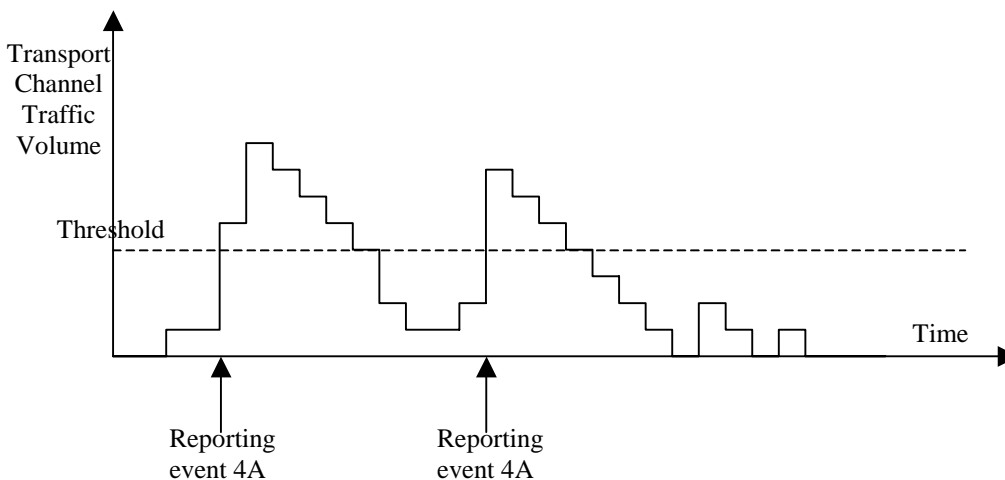 Transport
Channel
Traffic
Volume
Threshold
Time
Reporting
event 4A
Reporting
event 4A